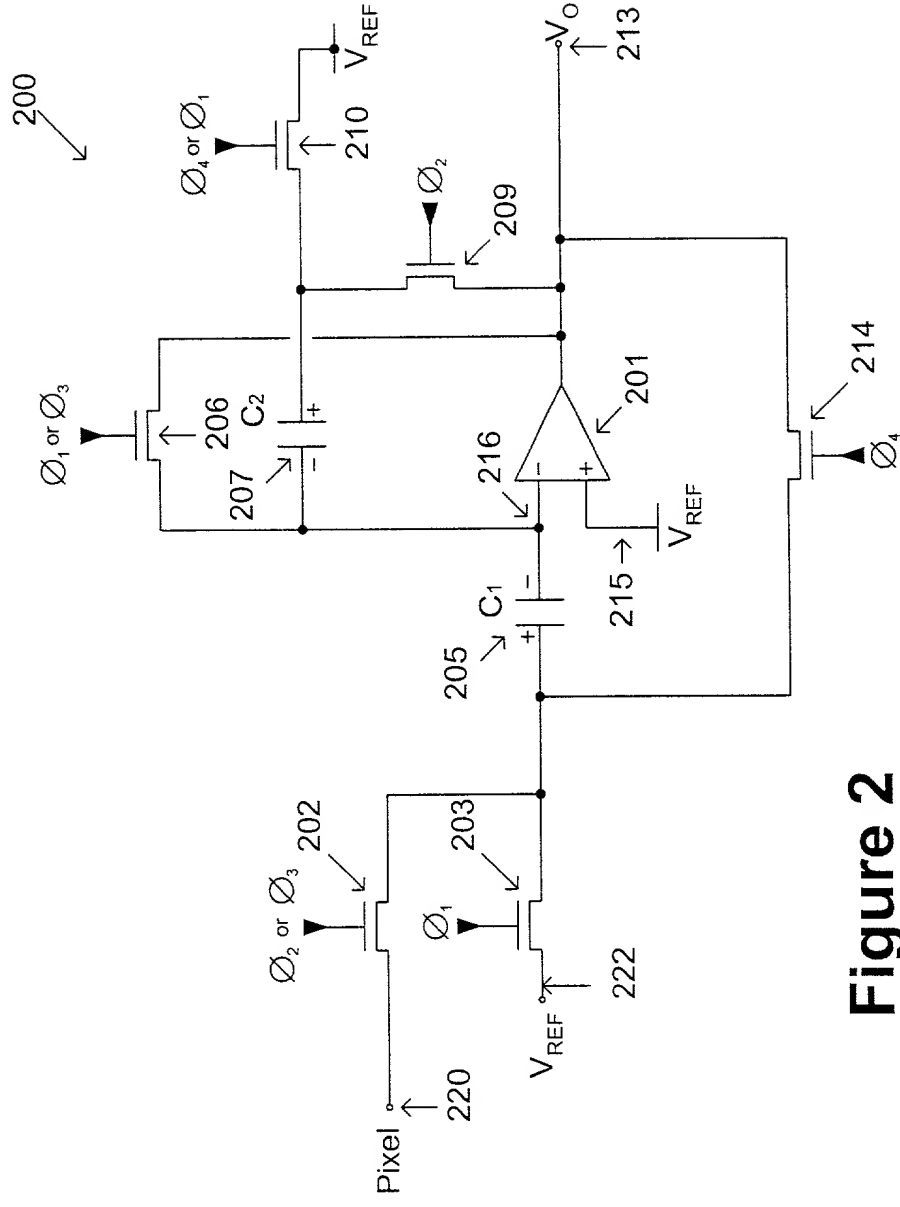 200
Ø₄ or Ø₁
V_REF
210
Ø₁ or Ø₃
206
C₂
+
-
207
Ø₂
209
V_O
213
216
-
+
201
215
V_REF
C₁
+
-
205
214
Ø₄
Ø₂ or Ø₃
202
Ø₁
203
Pixel
220
V_REF
222
Figure 2